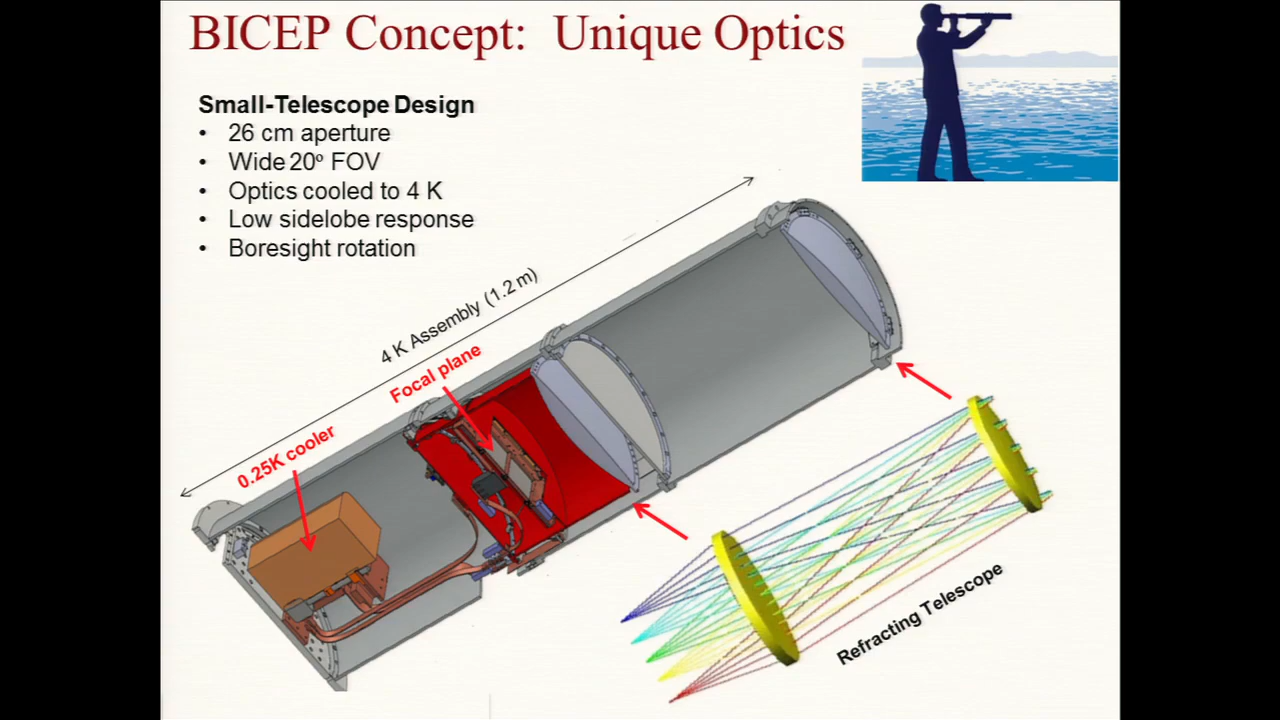 BICEP Concept: Unique Optics
Small-Telescope Design
• 26 cm aperture
• Wide 20º FOV
• Optics cooled to 4 K
• Low sidelobe response
• Boresight rotation
4 K Assembly (1.2 m)
Focal plane
0.25K cooler
Refracting Telescope